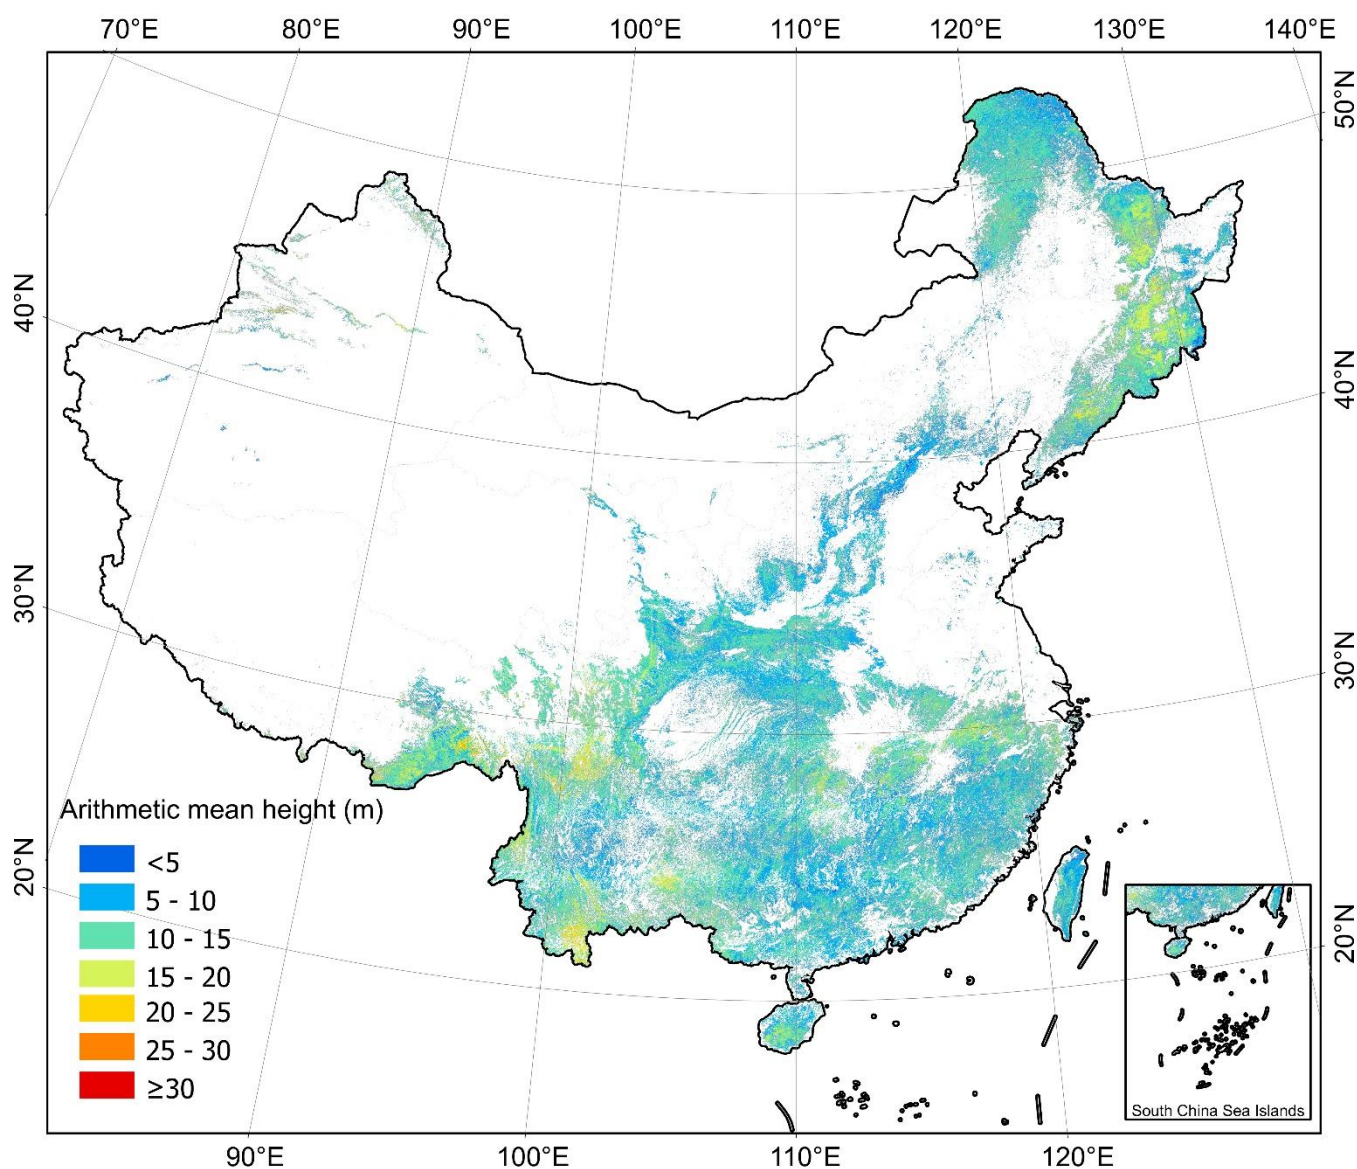 70°E 80°E 90°E 100°E 110°E 120°E 130°E 140°E
50°N
40°N
40°N
30°N
30°N
20°N
20°N
Arithmetic mean height (m)
<5
5 - 10
10 - 15
15 - 20
20 - 25
25 - 30
≥30
South China Sea Islands
90°E 100°E 110°E 120°E